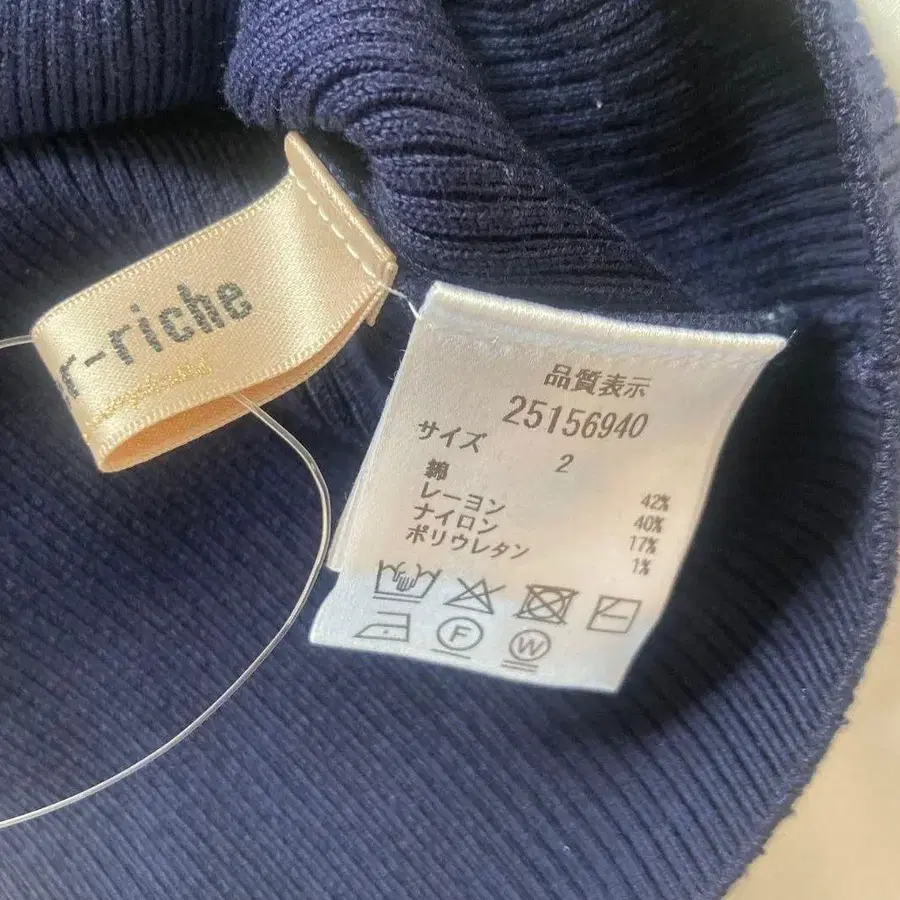 r-riche
品質表示
25156940
サイズ 2
綿 42%
レーヨン 40%
ナイロン 17%
ポリウレタン 1%
F
W